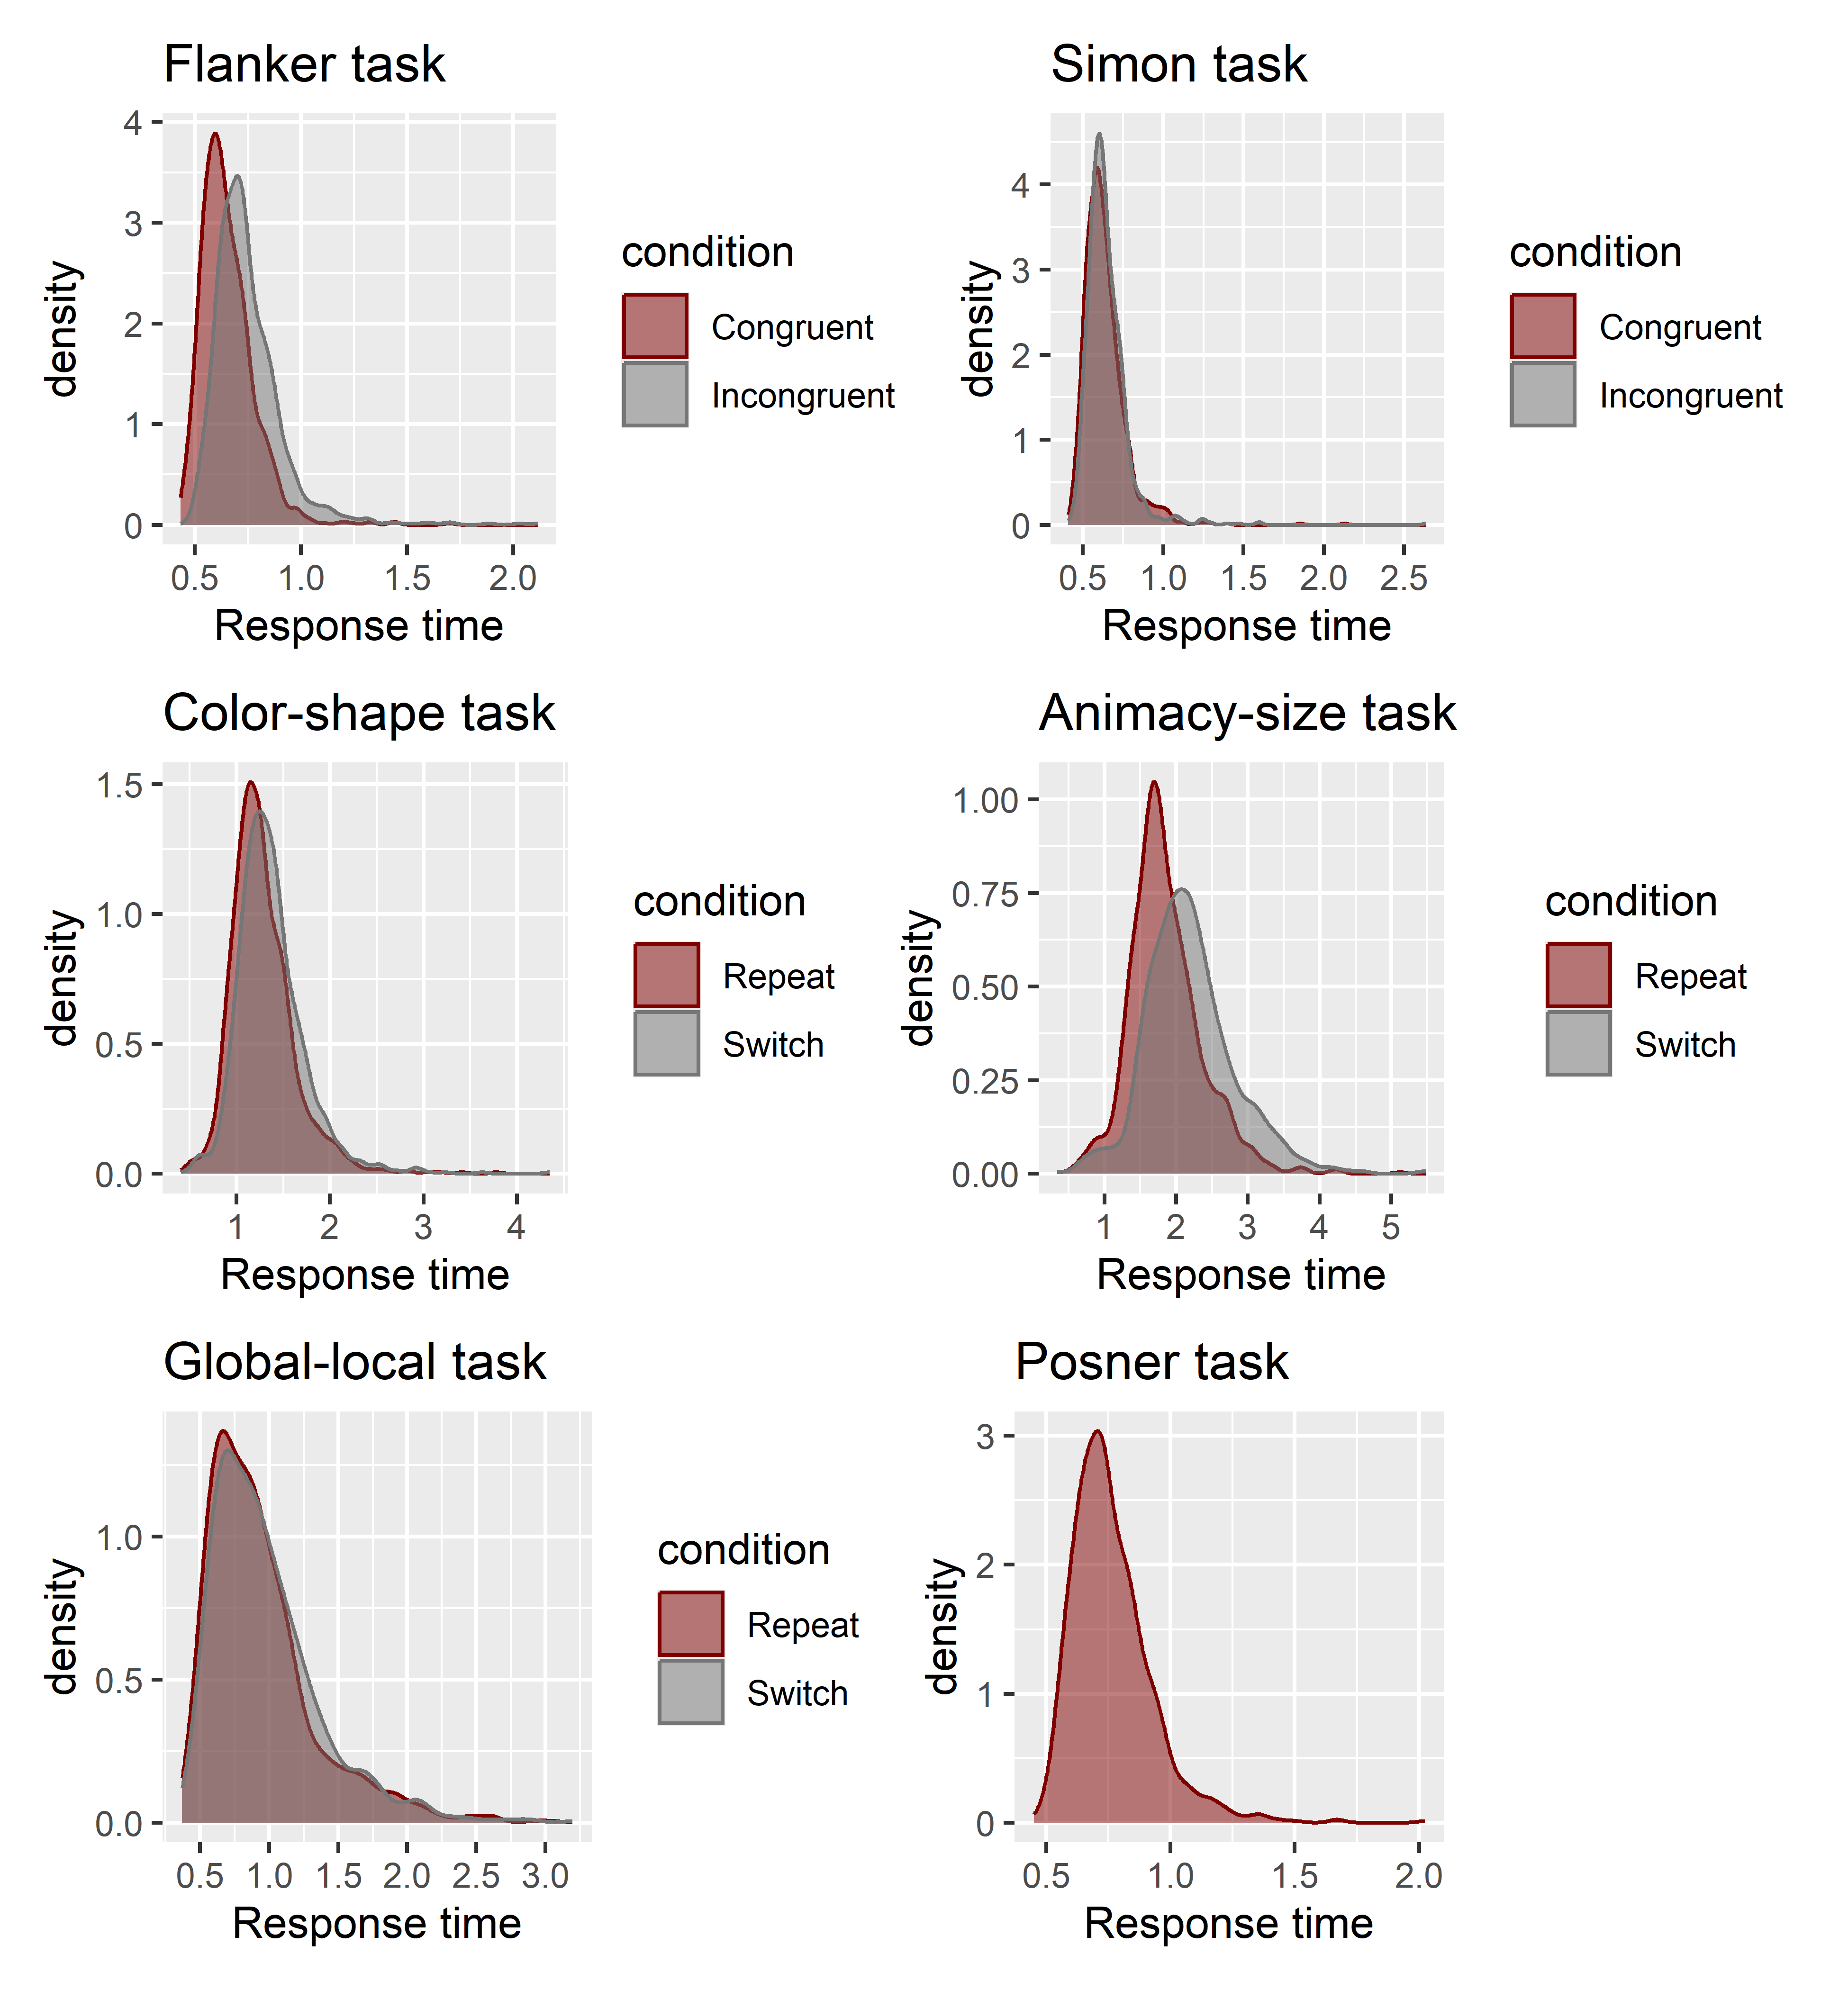 Flanker task
4
3
2
1
0
density
0.5 1.0 1.5 2.0
Response time
condition
Congruent
Incongruent
Simon task
4
3
2
1
0
density
0.5 1.0 1.5 2.0 2.5
Response time
condition
Congruent
Incongruent
Color-shape task
1.5
1.0
0.5
0.0
density
1 2 3 4
Response time
condition
Repeat
Switch
Animacy-size task
1.00
0.75
0.50
0.25
0.00
density
1 2 3 4 5
Response time
condition
Repeat
Switch
Global-local task
1.0
0.5
0.0
density
0.5 1.0 1.5 2.0 2.5 3.0
Response time
condition
Repeat
Switch
Posner task
3
2
1
0
density
0.5 1.0 1.5 2.0
Response time